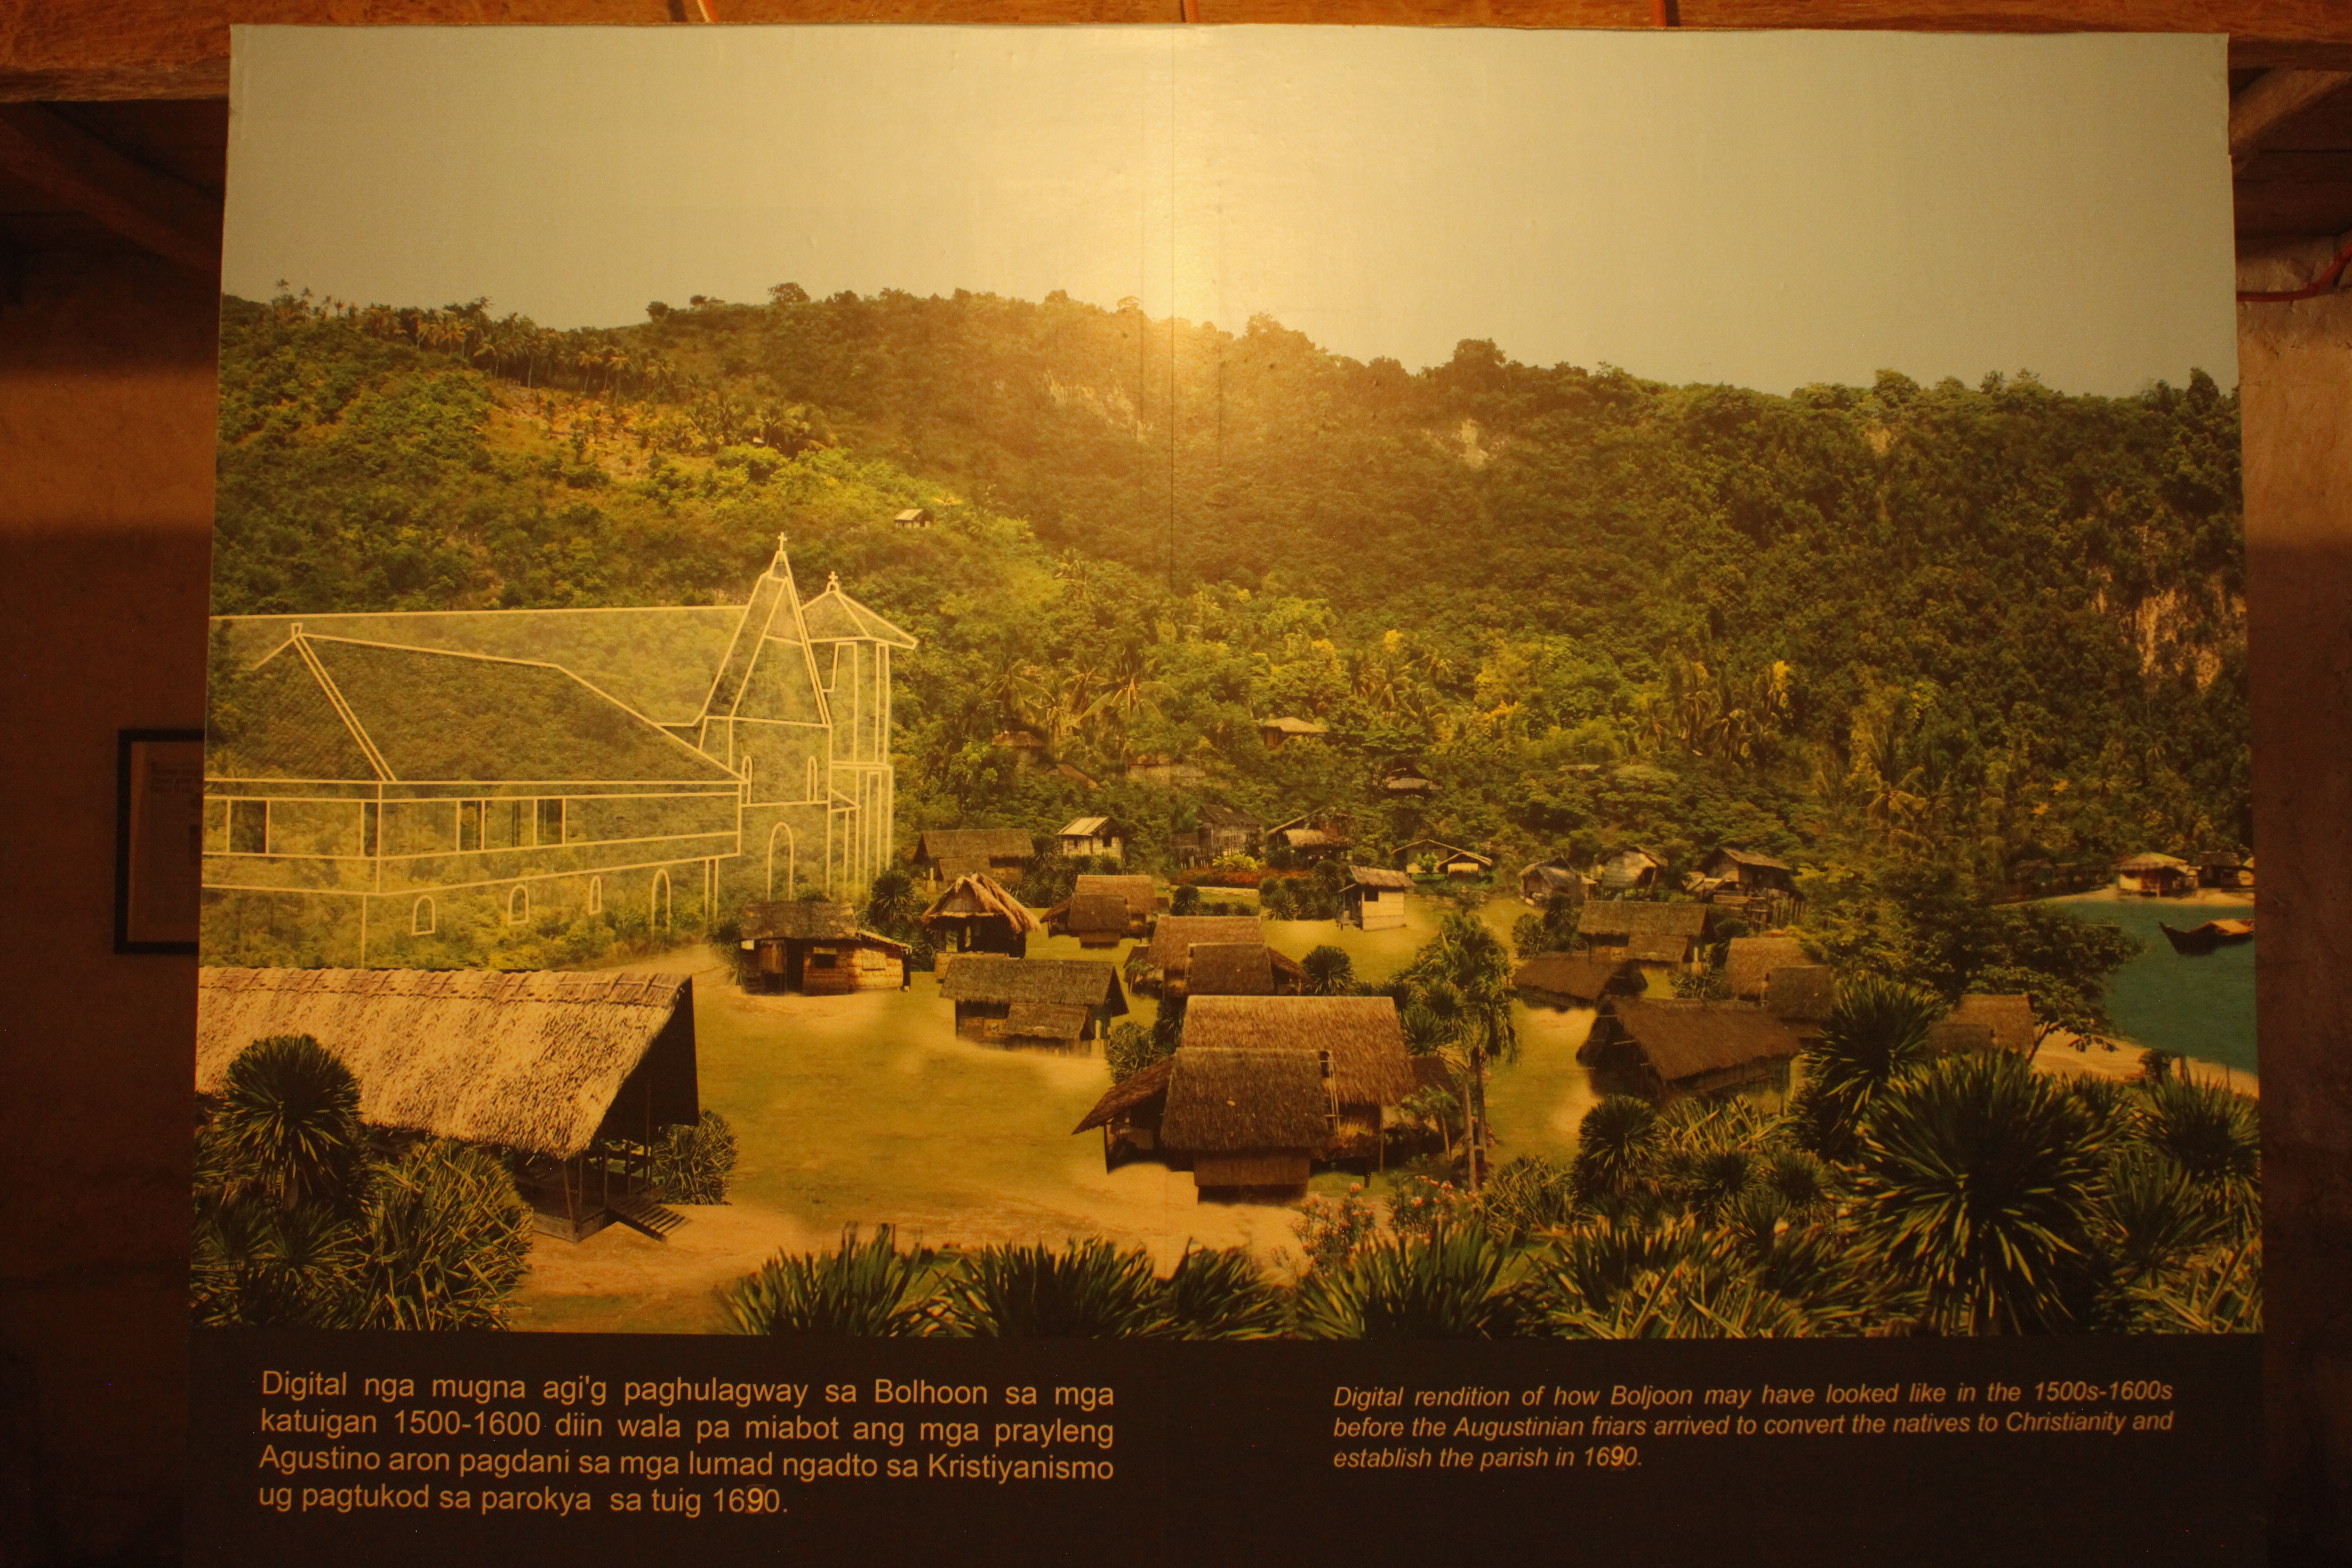 Digital nga mugna agi'g paghulagway sa Bolhoon sa mga
katuigan 1500-1600 diin wala pa miabot ang mga prayleng
Agustino aron pagdani sa mga lumad ngadto sa Kristiyanismo
ug pagtukod sa parokya sa tuig 1690.
Digital rendition of how Boljoon may have looked like in the 1500s-1600s
before the Augustinian friars arrived to convert the natives to Christianity and
establish the parish in 1690.